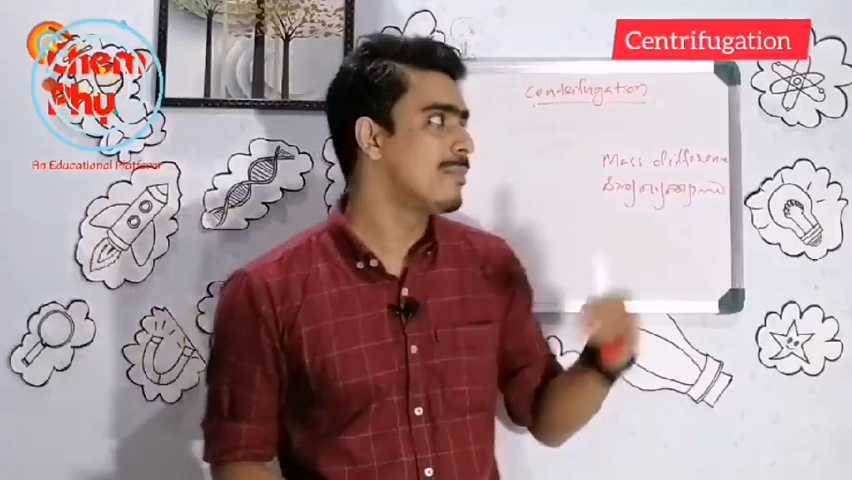 Chem
Phy
An Educational Platform
Centrifugation
Centerfugation
Mass difference